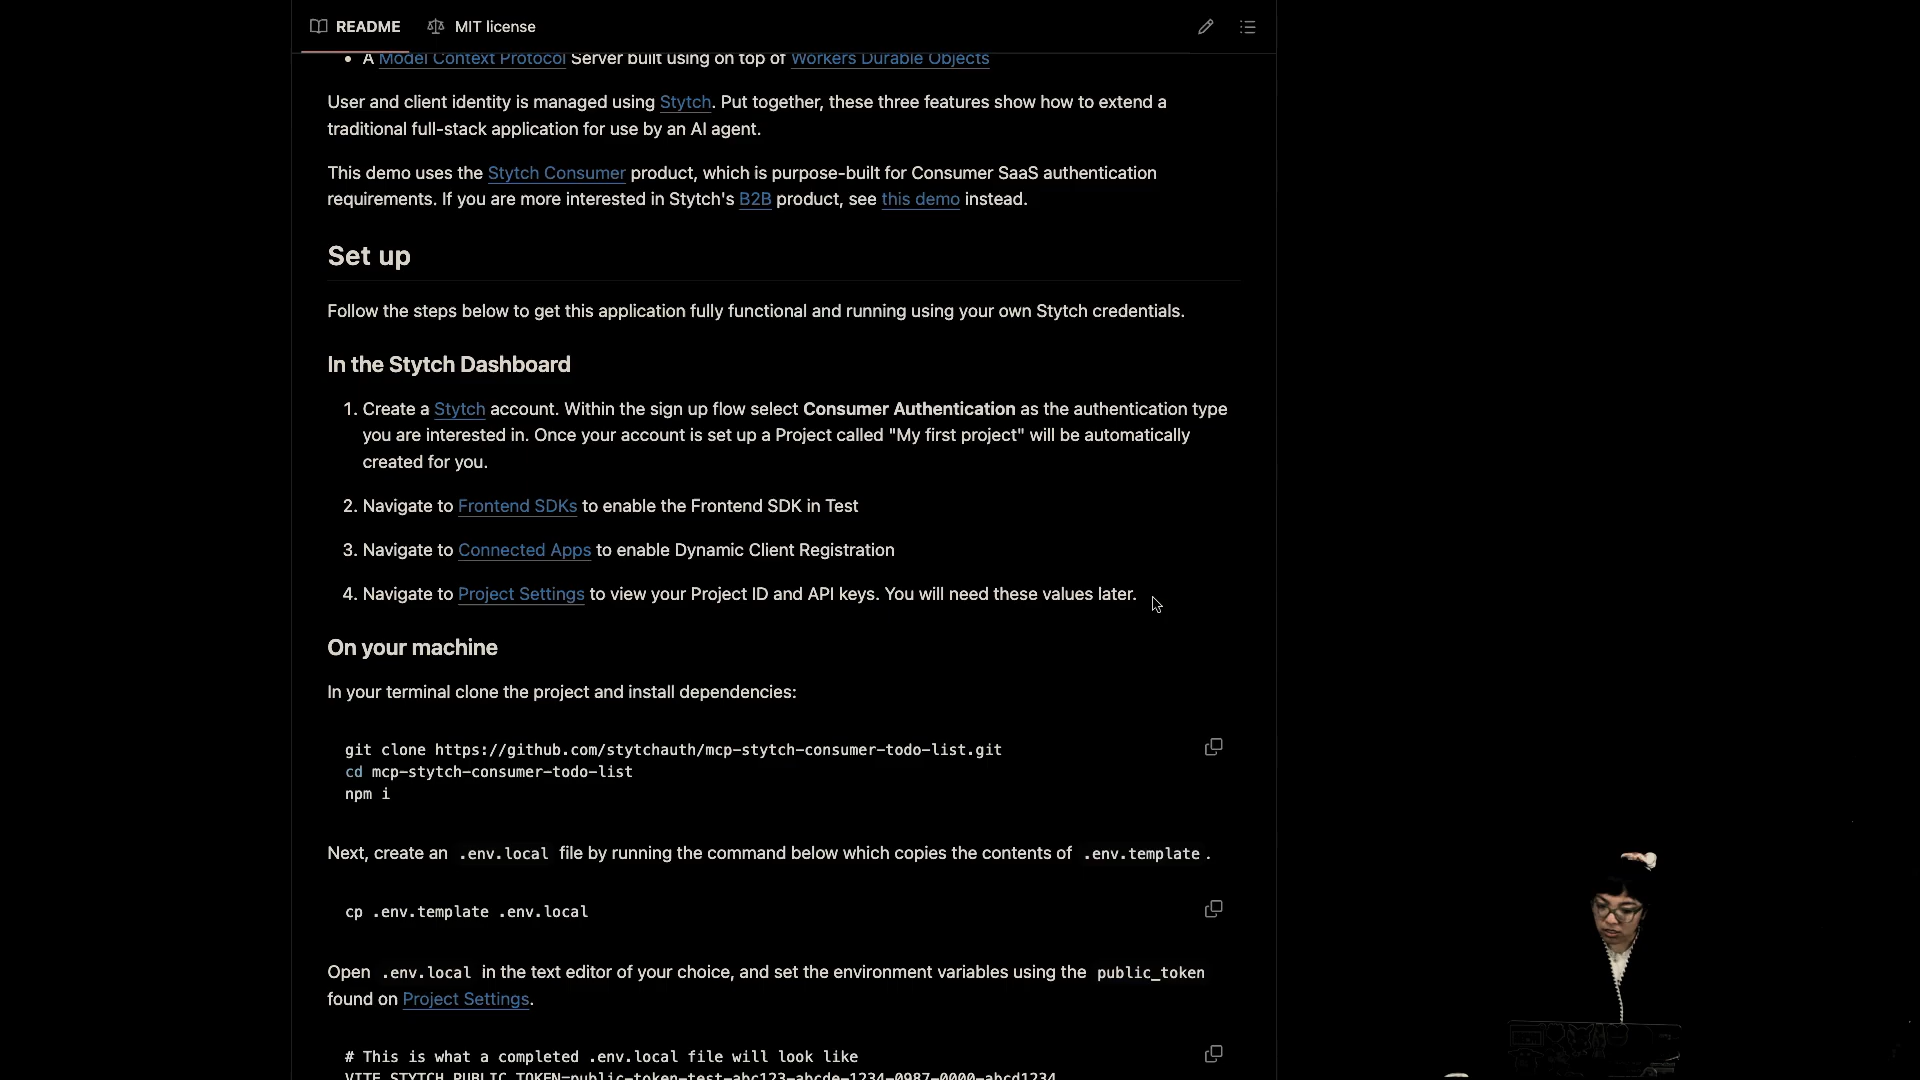 README MIT license
• A Model Context Protocol Server built using on top of Workers Durable Objects
User and client identity is managed using Stytch. Put together, these three features show how to extend a
traditional full-stack application for use by an AI agent.
This demo uses the Stytch Consumer product, which is purpose-built for Consumer SaaS authentication
requirements. If you are more interested in Stytch's B2B product, see this demo instead.
Set up
Follow the steps below to get this application fully functional and running using your own Stytch credentials.
In the Stytch Dashboard
1. Create a Stytch account. Within the sign up flow select Consumer Authentication as the authentication type
you are interested in. Once your account is set up a Project called "My first project" will be automatically
created for you.
2. Navigate to Frontend SDKs to enable the Frontend SDK in Test
3. Navigate to Connected Apps to enable Dynamic Client Registration
4. Navigate to Project Settings to view your Project ID and API keys. You will need these values later.
On your machine
In your terminal clone the project and install dependencies:
git clone https://github.com/stytchauth/mcp-stytch-consumer-todo-list.git
cd mcp-stytch-consumer-todo-list
npm i
Next, create an .env.local file by running the command below which copies the contents of .env.template.
cp .env.template .env.local
Open .env.local in the text editor of your choice, and set the environment variables using the public_token
found on Project Settings.
# This is what a completed .env.local file will look like
VITE_STYTCH_PUBLIC_TOKEN=public-token-test-abc123-abcde-1234-0987-0000-abcd1234